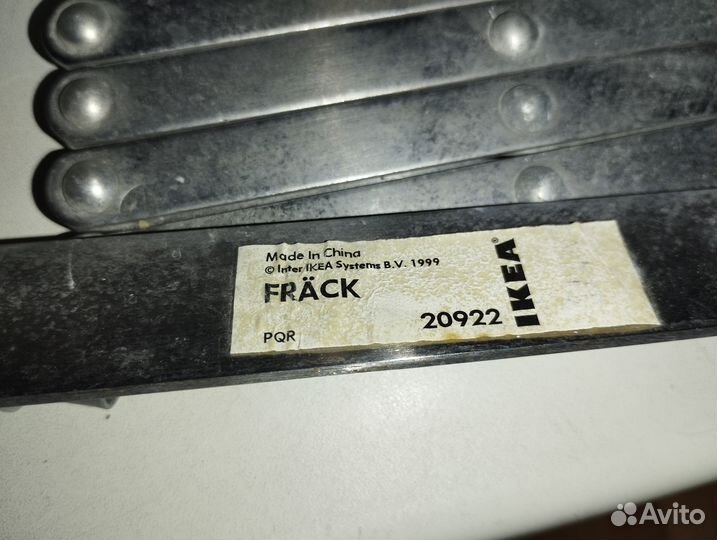 Made In China
© Inter IKEA Systems B.V. 1999
FRÄCK
PQR
20922
IKEA®
Avito